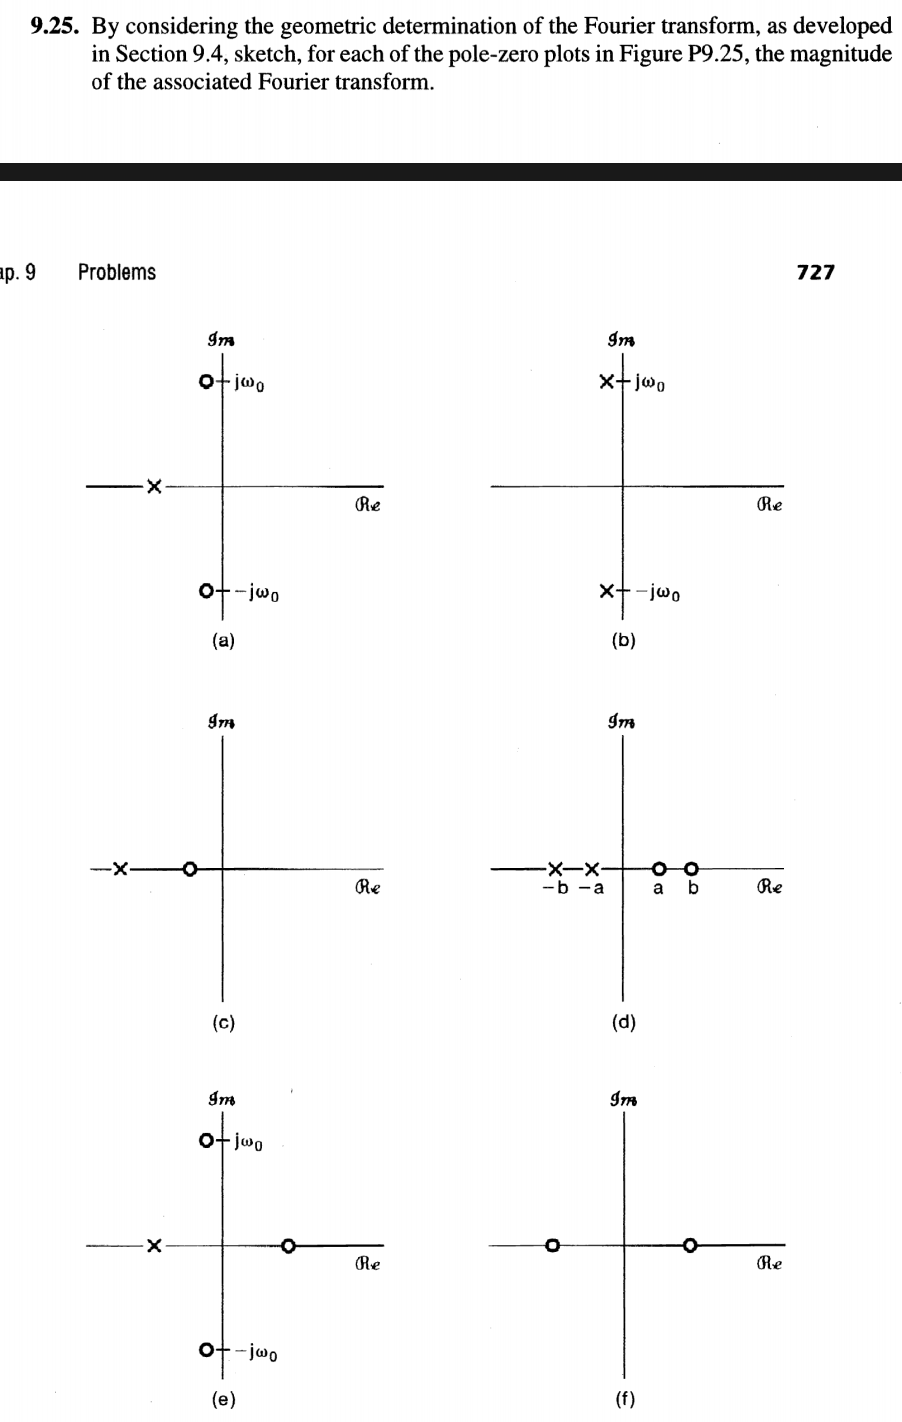 9.25. By considering the geometric determination of the Fourier transform, as developed
in Section 9.4, sketch, for each of the pole-zero plots in Figure P9.25, the magnitude
of the associated Fourier transform.
ap. 9 Problems 727
𝓘𝓶 𝓘𝓶
jω₀ jω₀
ℛℯ ℛℯ
-jω₀ -jω₀
(a) (b)
𝓘𝓶 𝓘𝓶
ℛℯ -b -a a b ℛℯ
(c) (d)
𝓘𝓶 𝓘𝓶
jω₀
ℛℯ ℛℯ
-jω₀
(e) (f)